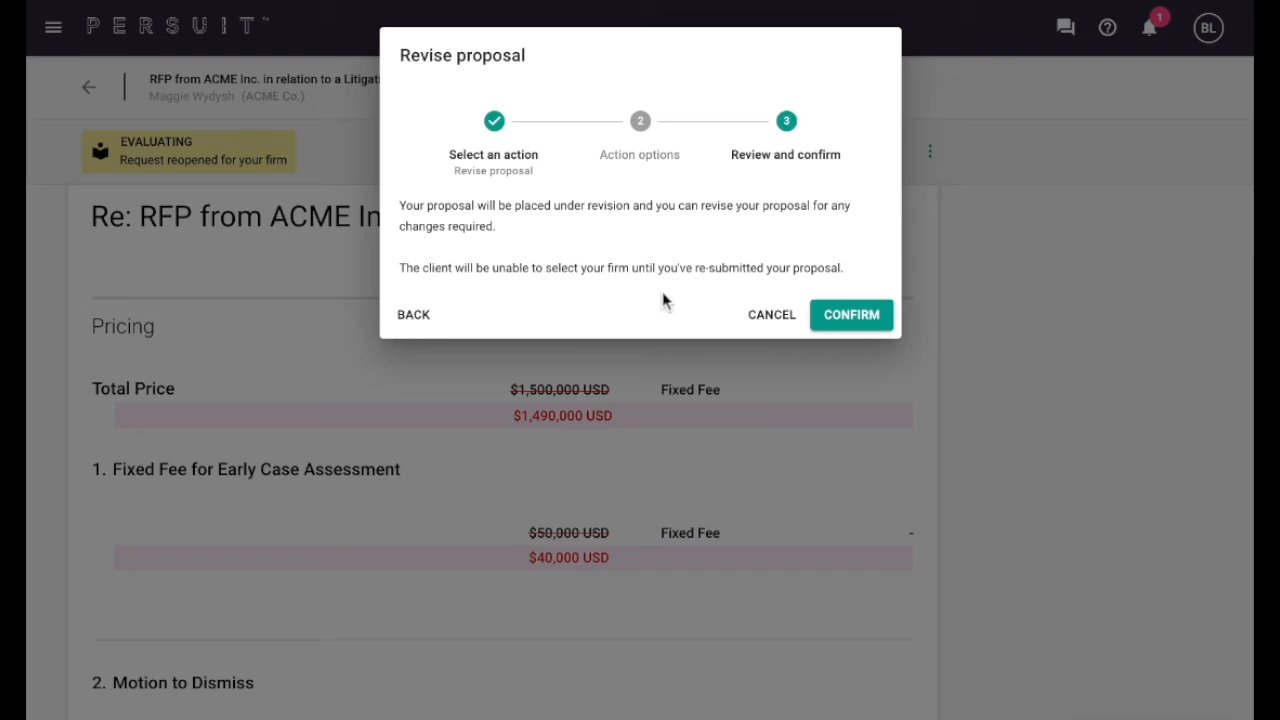 PERSUIT™
1
BL
RFP from ACME Inc. in relation to a Litigati
Maggie Wydysh (ACME Co.)
EVALUATING
Request reopened for your firm
Revise proposal
2
3
Select an action
Action options
Review and confirm
Revise proposal
Your proposal will be placed under revision and you can revise your proposal for any
changes required.
The client will be unable to select your firm until you've re-submitted your proposal.
BACK
CANCEL
CONFIRM
Re: RFP from ACME In
Pricing
Total Price
$1,500,000 USD
Fixed Fee
$1,490,000 USD
1. Fixed Fee for Early Case Assessment
$50,000 USD
Fixed Fee
-
$40,000 USD
2. Motion to Dismiss